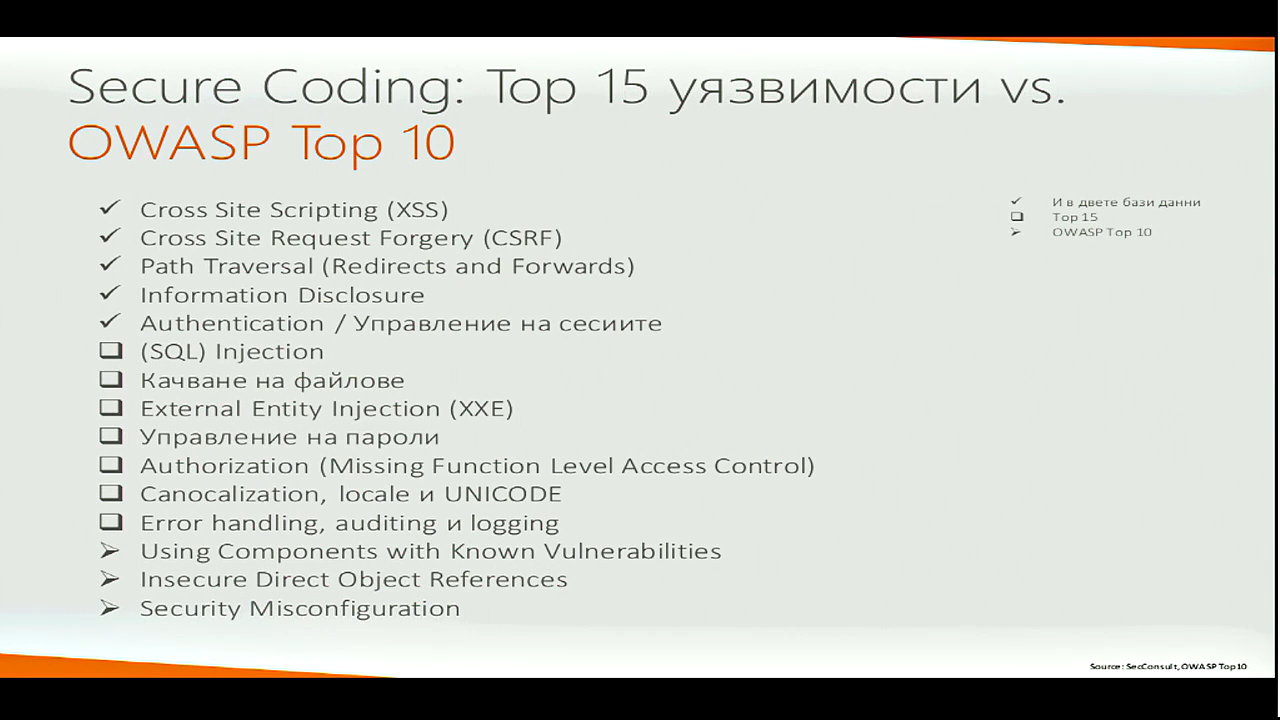 Secure Coding: Top 15 уязвимости vs.
OWASP Top 10
✓ Cross Site Scripting (XSS)
✓ Cross Site Request Forgery (CSRF)
✓ Path Traversal (Redirects and Forwards)
✓ Information Disclosure
✓ Authentication / Управление на сесиите
❑ (SQL) Injection
❑ Качване на файлове
❑ External Entity Injection (XXE)
❑ Управление на пароли
❑ Authorization (Missing Function Level Access Control)
❑ Canocalization, locale и UNICODE
❑ Error handling, auditing и logging
➢ Using Components with Known Vulnerabilities
➢ Insecure Direct Object References
➢ Security Misconfiguration
✓ И в двете бази данни
❑ Top 15
➢ OWASP Top 10
Source: SecConsult, OWASP Top10